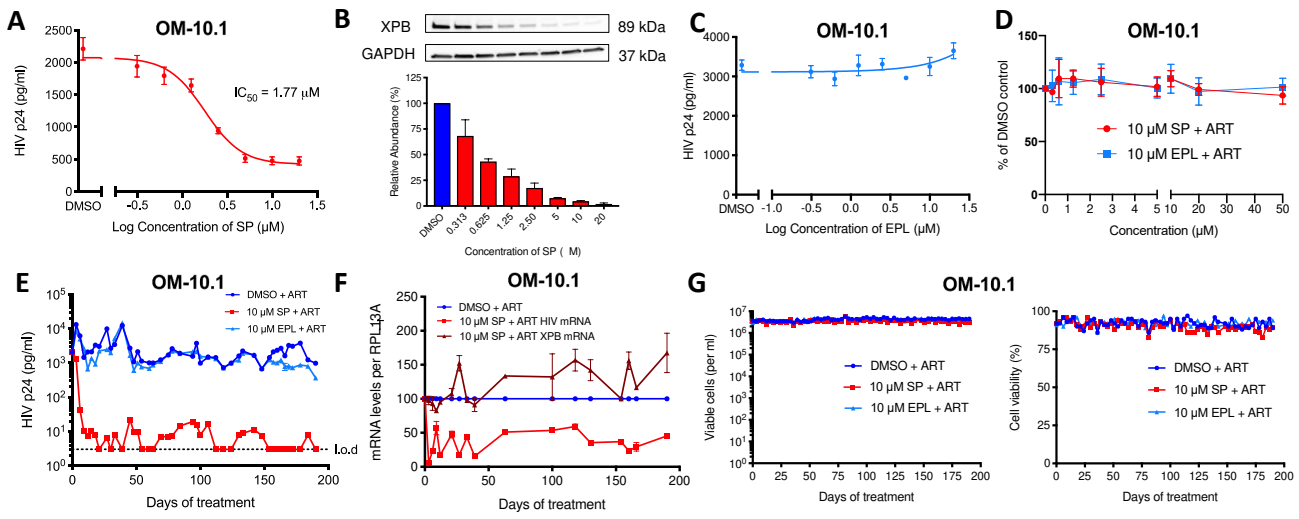 A
OM-10.1
HIV p24 (pg/ml)
2500
2000
1500
1000
500
0
IC50 = 1.77 µM
DMSO
-0.5
0.0
0.5
1.0
1.5
Log Concentration of SP (µM)
B
XPB
89 kDa
GAPDH
37 kDa
Relative Abundance (%)
125
100
75
50
25
0
DMSO
0.313
0.625
1.25
2.50
5
10
20
Concentration of SP ( M)
C
OM-10.1
HIV p24 (pg/ml)
4000
3000
2000
1000
0
DMSO
-1.0
-0.5
0.0
0.5
1.0
1.5
Log Concentration of EPL (µM)
D
OM-10.1
% of DMSO control
150
100
50
0
10 µM SP + ART
10 µM EPL + ART
0
1
2
3
4
5
10
20
30
40
50
Concentration (µM)
E
OM-10.1
HIV p24 (pg/ml)
10^5
10^4
10^3
10^2
10^1
10^0
DMSO + ART
10 µM SP + ART
10 µM EPL + ART
l.o.d
0
50
100
150
200
Days of treatment
F
OM-10.1
mRNA levels per RPL13A
250
200
150
100
50
0
DMSO + ART
10 µM SP + ART HIV mRNA
10 µM SP + ART XPB mRNA
0
50
100
150
200
Days of treatment
G
OM-10.1
Viable cells (per ml)
10^7
10^6
10^5
10^4
10^3
10^2
10^1
10^0
DMSO + ART
10 µM SP + ART
10 µM EPL + ART
0
25
50
75
100
125
150
175
200
Days of treatment
Cell viability (%)
100
75
50
25
0
DMSO + ART
10 µM SP + ART
10 µM EPL + ART
0
25
50
75
100
125
150
175
200
Days of treatment